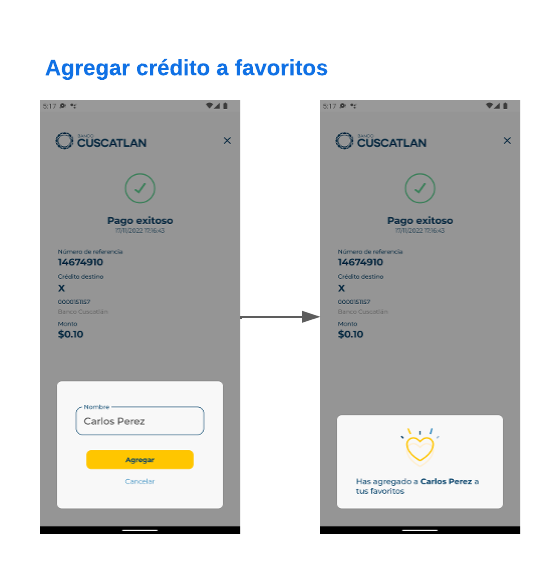 Agregar crédito a favoritos
5:17
BANCO
CUSCATLAN
Pago exitoso
17/11/2022 17:16:43
Número de referencia
14674910
Crédito destino
X
0000151157
Banco Cuscatlán
Monto
$0.10
Nombre
Carlos Perez
Agregar
Cancelar
5:17
BANCO
CUSCATLAN
Pago exitoso
17/11/2022 17:16:43
Número de referencia
14674910
Crédito destino
X
0000151157
Banco Cuscatlán
Monto
$0.10
Has agregado a Carlos Perez a
tus favoritos